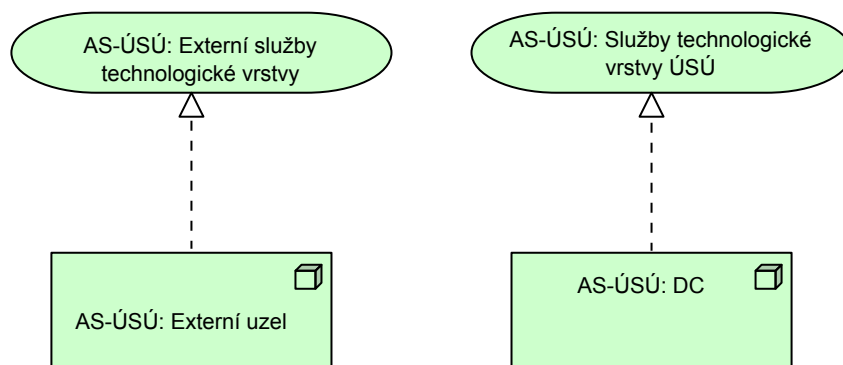 AS-ÚSÚ: Externí služby
technologické vrstvy
AS-ÚSÚ: Služby technologické
vrstvy ÚSÚ
AS-ÚSÚ: Externí uzel
AS-ÚSÚ: DC